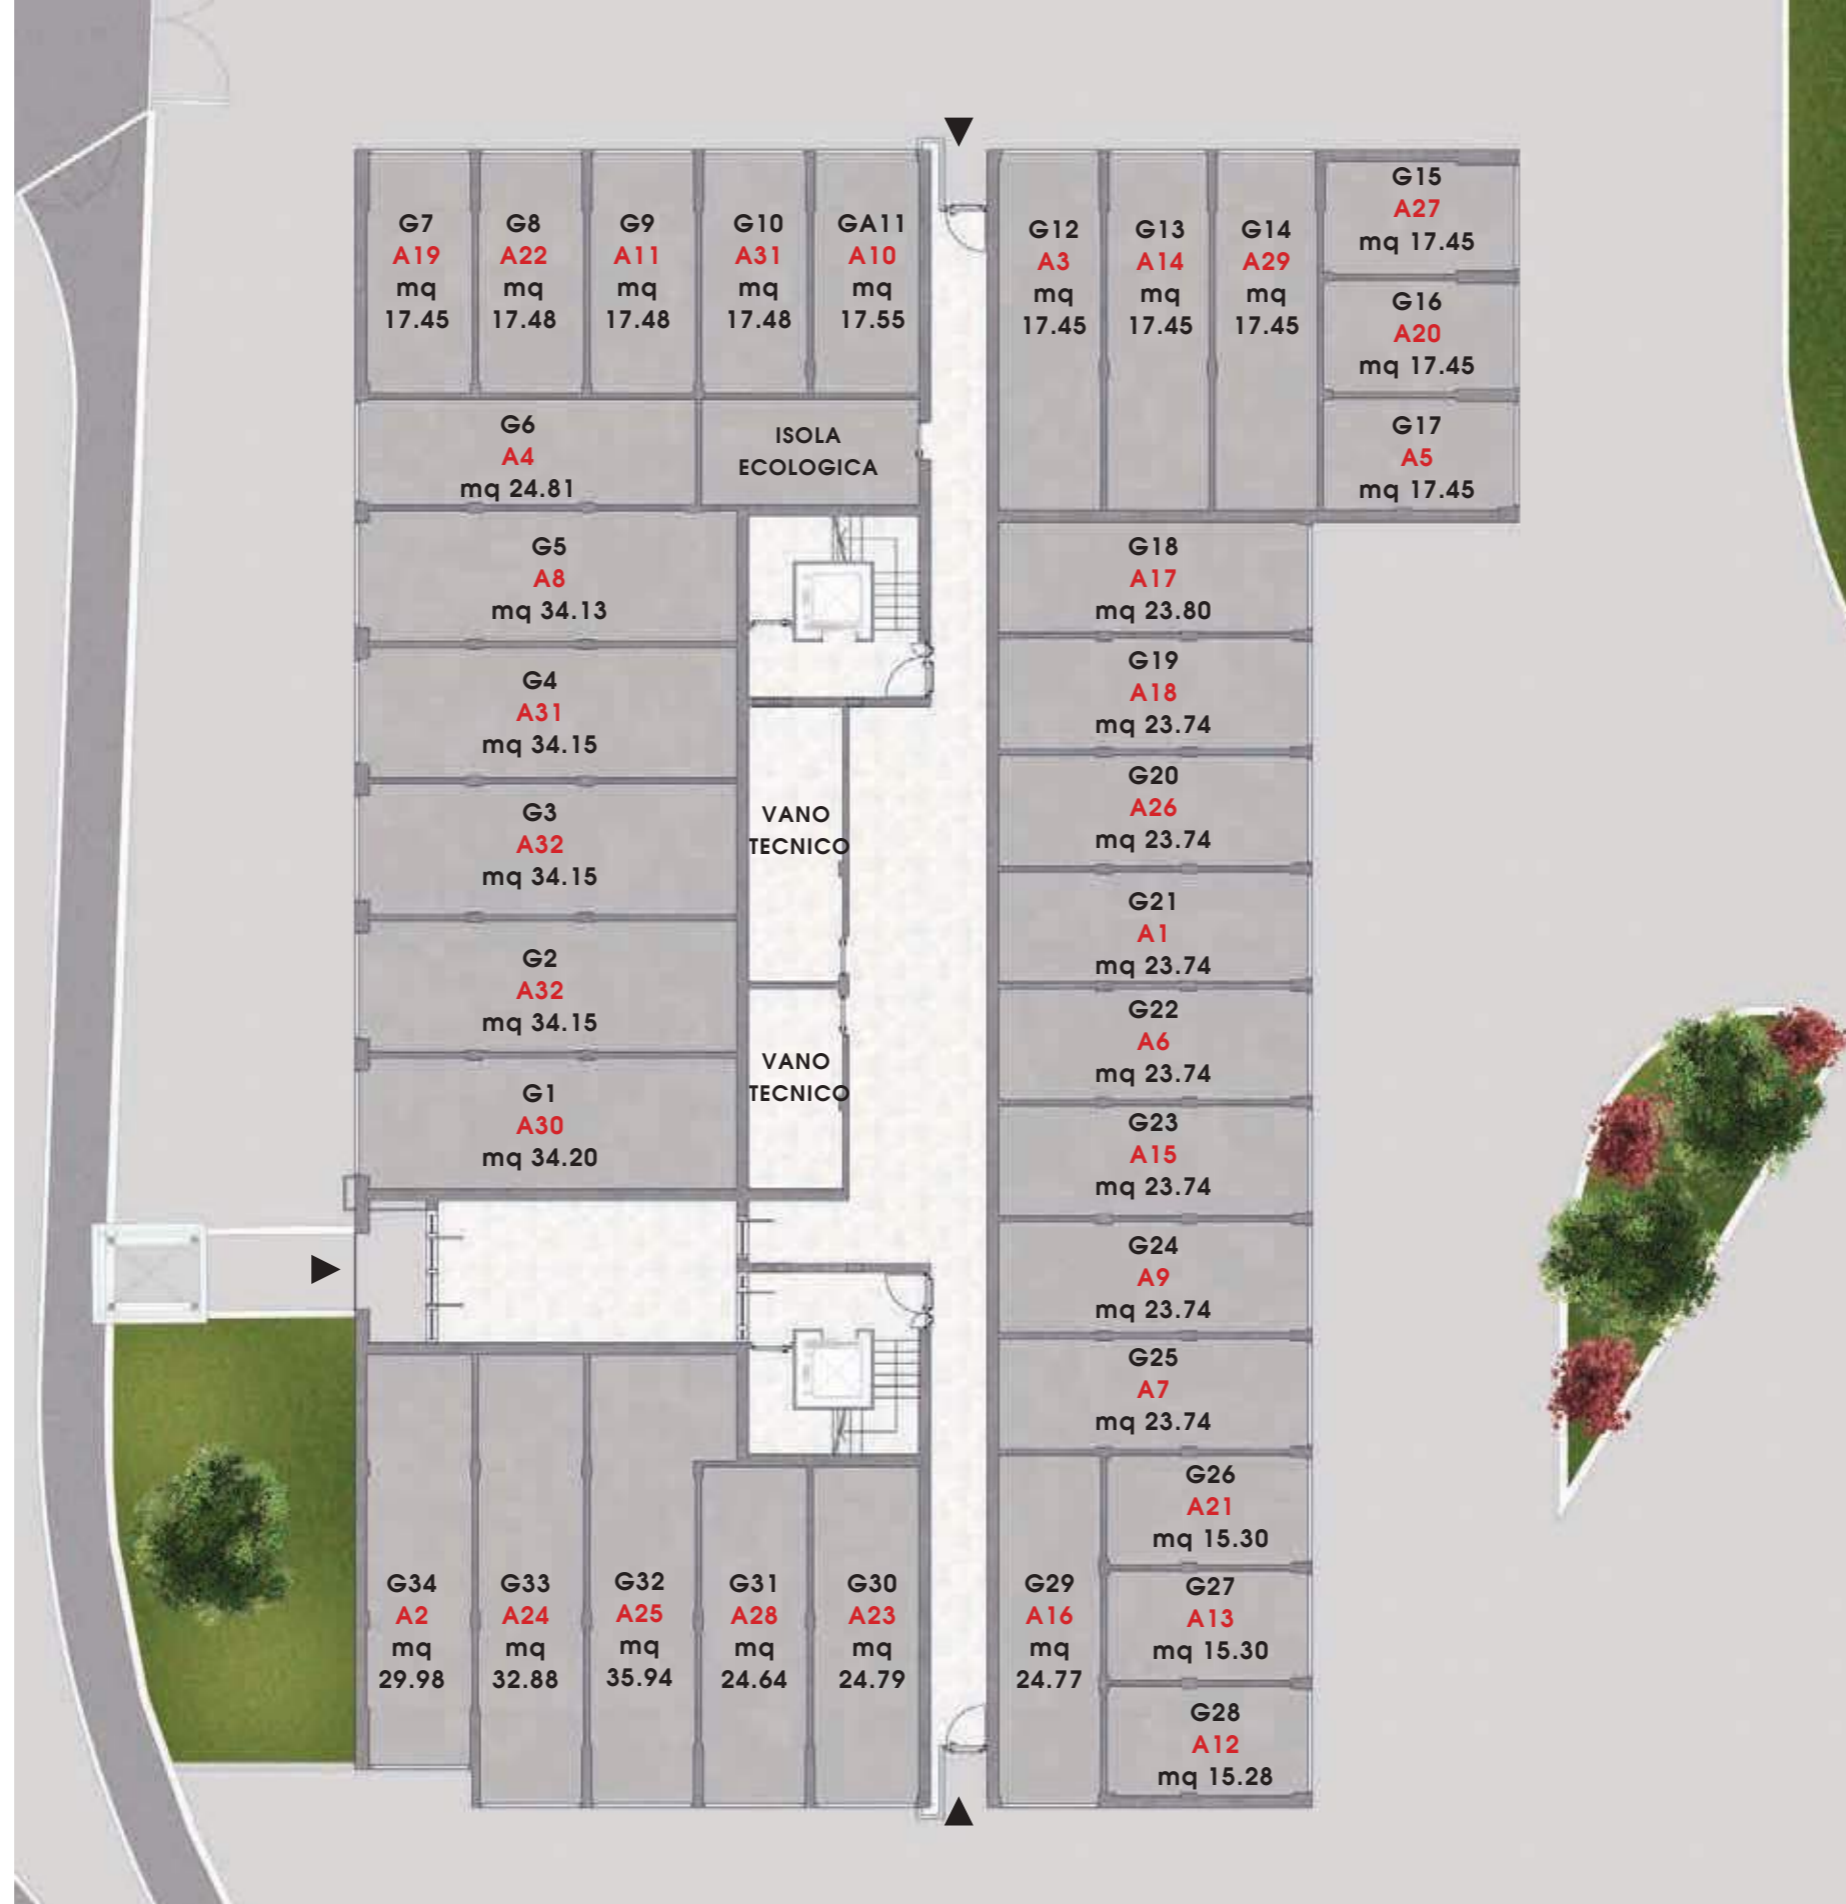 G7
A19
mq
17.45
G8
A22
mq
17.48
G9
A11
mq
17.48
G10
A31
mq
17.48
GA11
A10
mq
17.55
G12
A3
mq
17.45
G13
A14
mq
17.45
G14
A29
mq
17.45
G15
A27
mq 17.45
G16
A20
mq 17.45
G17
A5
mq 17.45
G6
A4
mq 24.81
ISOLA
ECOLOGICA
G5
A8
mq 34.13
G4
A31
mq 34.15
G3
A32
mq 34.15
G2
A32
mq 34.15
G1
A30
mq 34.20
VANO
TECNICO
VANO
TECNICO
G18
A17
mq 23.80
G19
A18
mq 23.74
G20
A26
mq 23.74
G21
A1
mq 23.74
G22
A6
mq 23.74
G23
A15
mq 23.74
G24
A9
mq 23.74
G25
A7
mq 23.74
G26
A21
mq 15.30
G27
A13
mq 15.30
G28
A12
mq 15.28
G34
A2
mq
29.98
G33
A24
mq
32.88
G32
A25
mq
35.94
G31
A28
mq
24.64
G30
A23
mq
24.79
G29
A16
mq
24.77